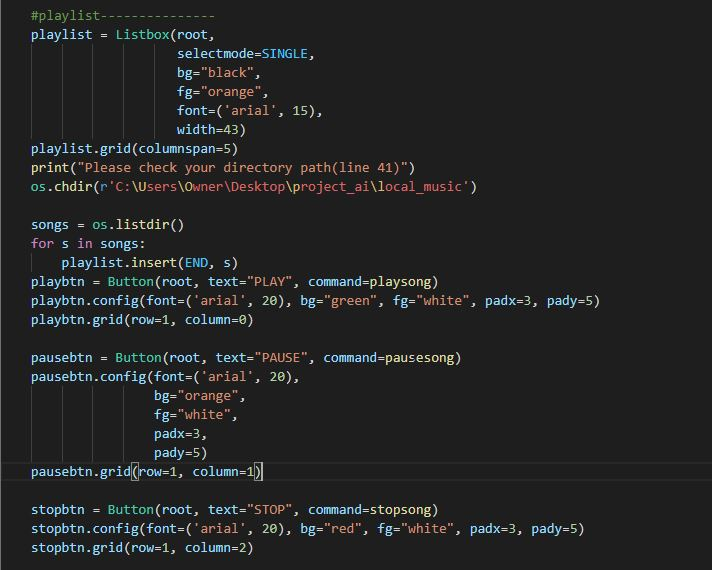 #playlist---------------
playlist = Listbox(root,
                   selectmode=SINGLE,
                   bg="black",
                   fg="orange",
                   font=('arial', 15),
                   width=43)
playlist.grid(columnspan=5)
print("Please check your directory path(line 41)")
os.chdir(r'C:\Users\Owner\Desktop\project_ai\local_music')

songs = os.listdir()
for s in songs:
    playlist.insert(END, s)
playbtn = Button(root, text="PLAY", command=playsong)
playbtn.config(font=('arial', 20), bg="green", fg="white", padx=3, pady=5)
playbtn.grid(row=1, column=0)

pausebtn = Button(root, text="PAUSE", command=pausesong)
pausebtn.config(font=('arial', 20),
                bg="orange",
                fg="white",
                padx=3,
                pady=5)
pausebtn.grid(row=1, column=1)

stopbtn = Button(root, text="STOP", command=stopsong)
stopbtn.config(font=('arial', 20), bg="red", fg="white", padx=3, pady=5)
stopbtn.grid(row=1, column=2)